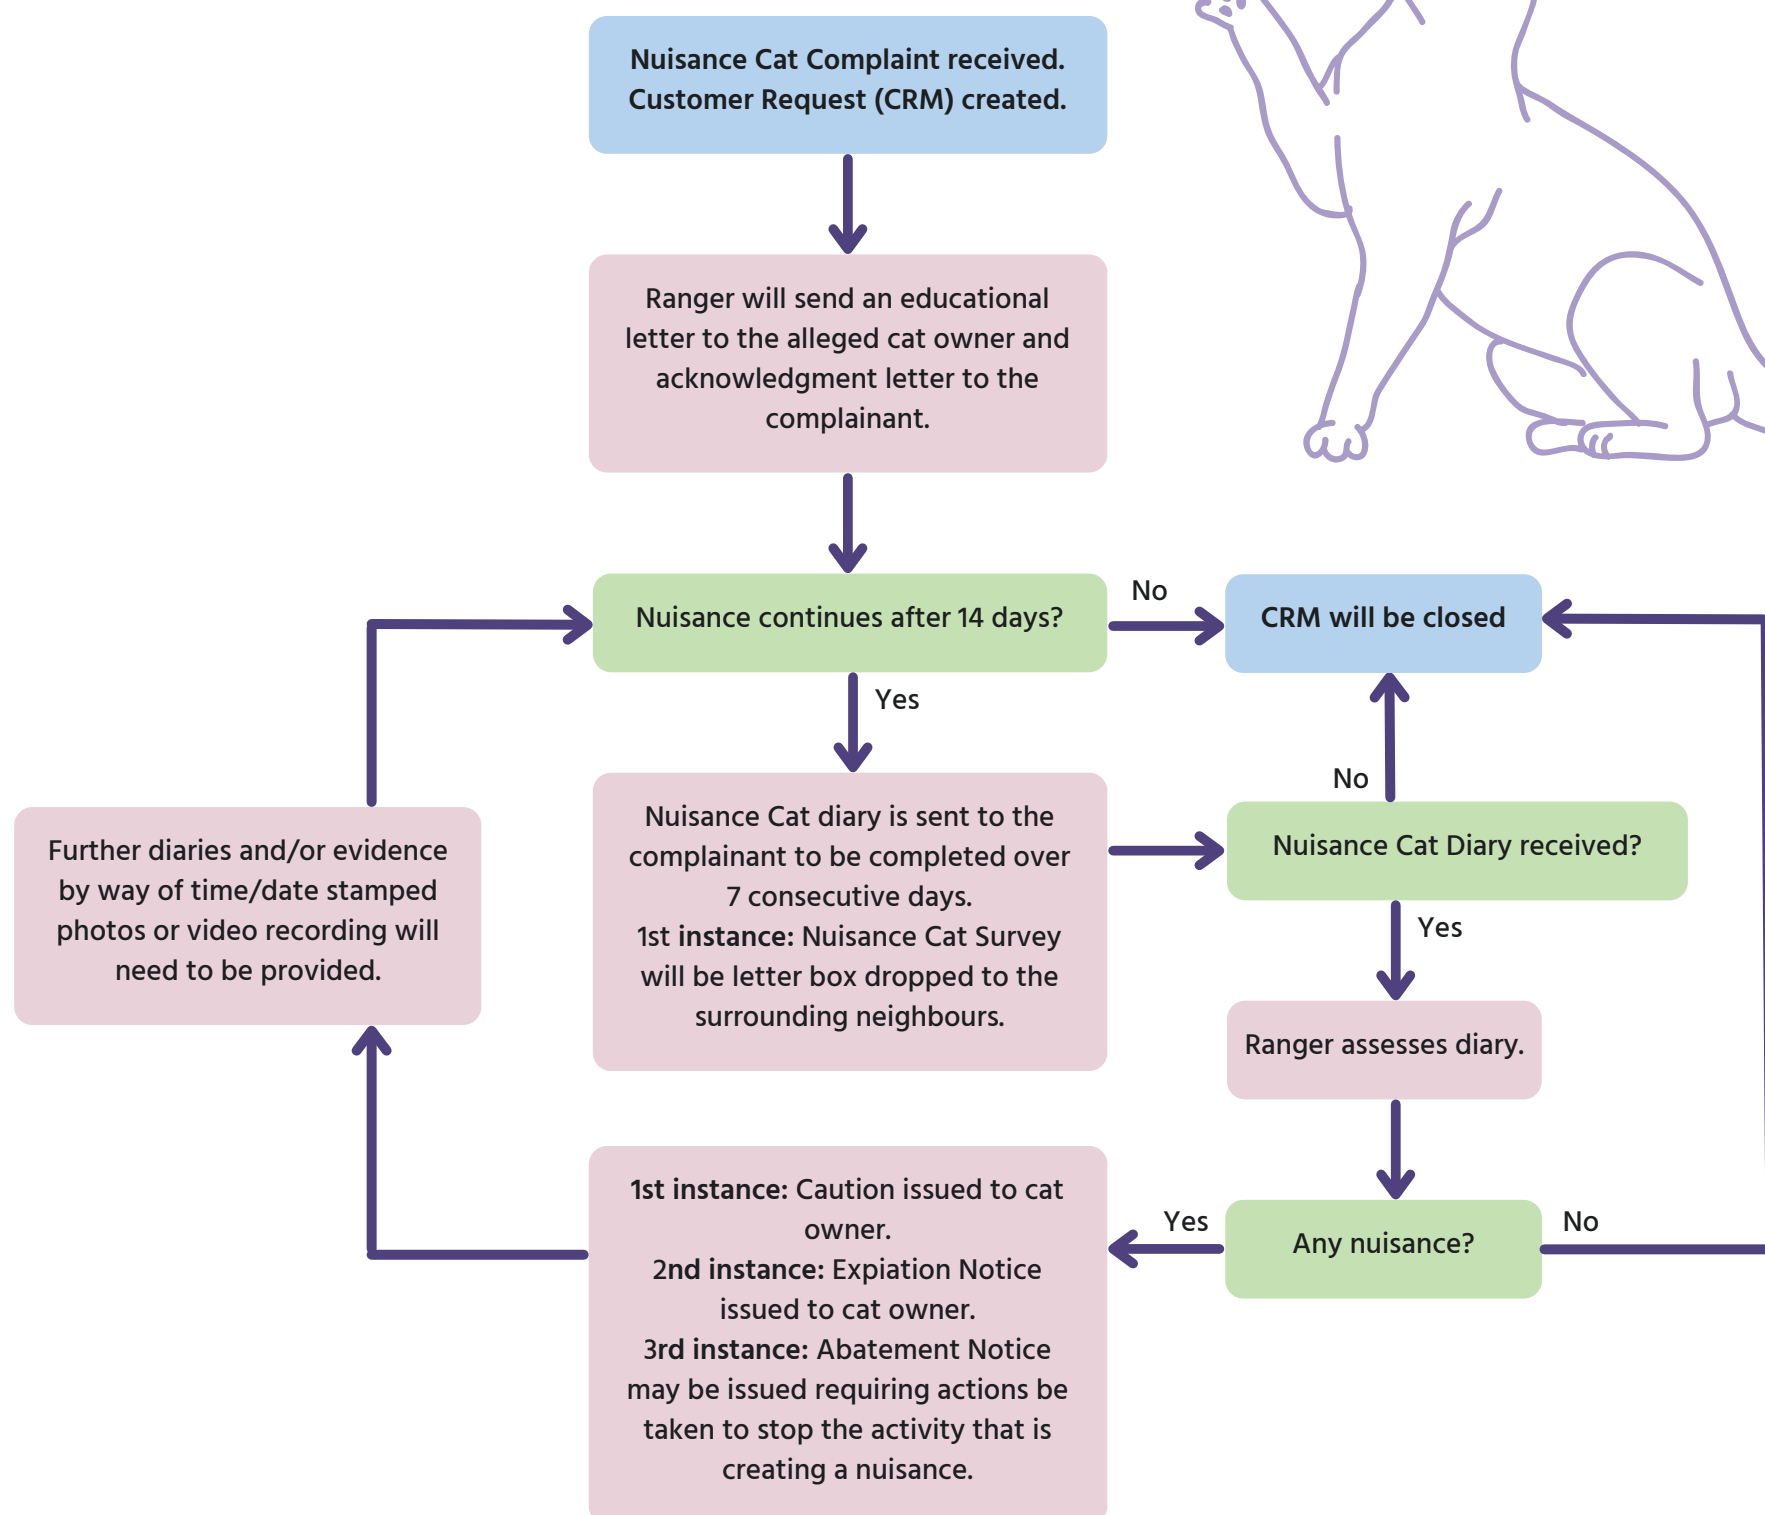 Nuisance Cat Complaint received.
Customer Request (CRM) created.
Ranger will send an educational
letter to the alleged cat owner and
acknowledgment letter to the
complainant.
Nuisance continues after 14 days?
No
CRM will be closed
Yes
No
Nuisance Cat diary is sent to the
complainant to be completed over
7 consecutive days.
1st instance: Nuisance Cat Survey
will be letter box dropped to the
surrounding neighbours.
Nuisance Cat Diary received?
Yes
Further diaries and/or evidence
by way of time/date stamped
photos or video recording will
need to be provided.
Ranger assesses diary.
Any nuisance?
Yes
No
1st instance: Caution issued to cat
owner.
2nd instance: Expiation Notice
issued to cat owner.
3rd instance: Abatement Notice
may be issued requiring actions be
taken to stop the activity that is
creating a nuisance.